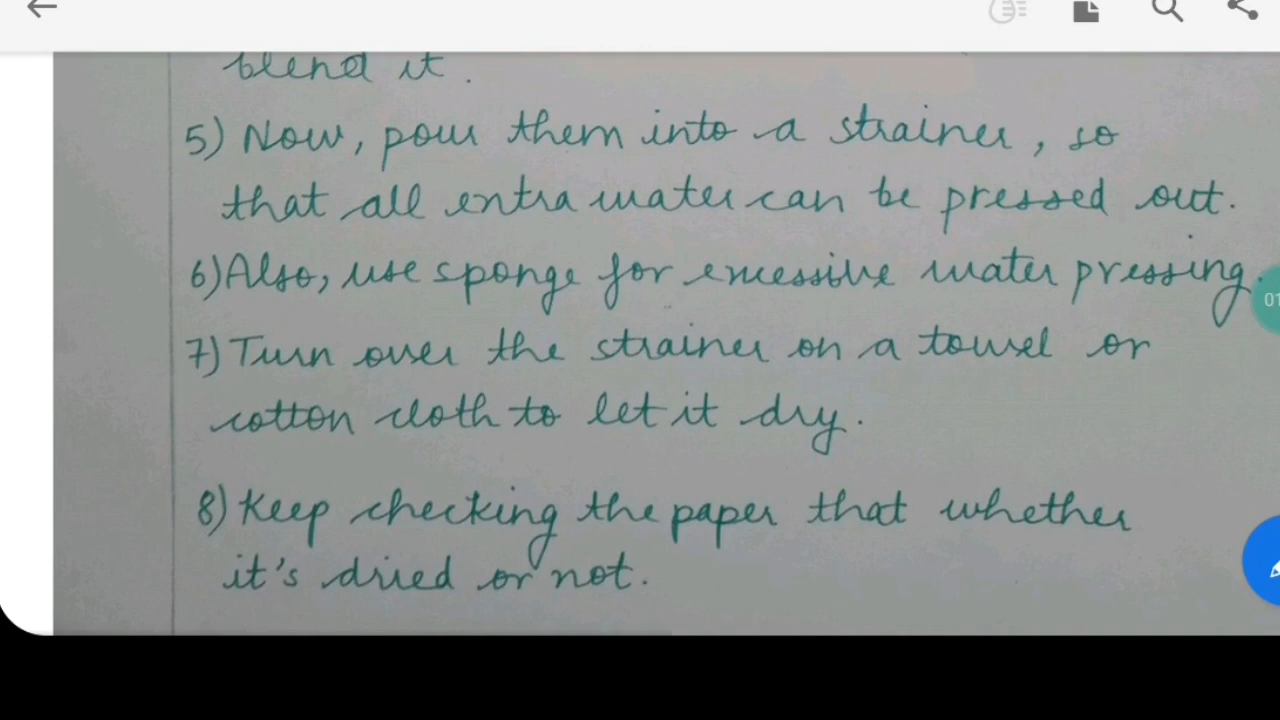 blend it.
5) Now, pour them into a strainer, so
that all extra water can be pressed out.
6) Also, use sponge for excessive water pressing.
7) Turn over the strainer on a towel or
cotton cloth to let it dry.
8) Keep checking the paper that whether
it's dried or not.
01